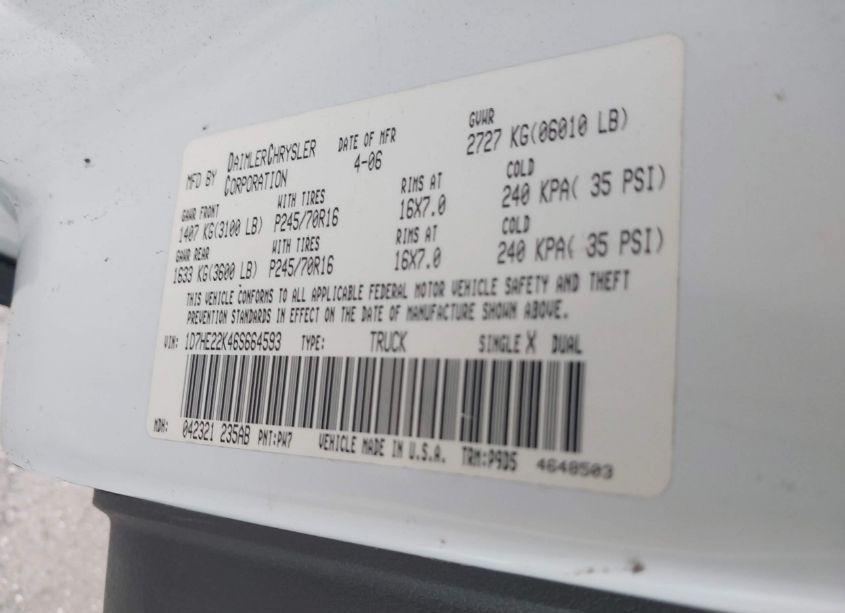 MFD BY DAIMLERCHRYSLER CORPORATION DATE OF MFR 4-06 GVWR 2727 KG(06010 LB)
GAWR FRONT WITH TIRES RIMS AT COLD
1407 KG(3100 LB) P245/70R16 16X7.0 240 KPA( 35 PSI)
GAWR REAR WITH TIRES RIMS AT COLD
1633 KG(3600 LB) P245/70R16 16X7.0 240 KPA( 35 PSI)
THIS VEHICLE CONFORMS TO ALL APPLICABLE FEDERAL MOTOR VEHICLE SAFETY AND THEFT
PREVENTION STANDARDS IN EFFECT ON THE DATE OF MANUFACTURE SHOWN ABOVE.
VIN: 1D7HE22K46S664593 TYPE: TRUCK SINGLE X DUAL
MDH: 042321 235AB PNT:PW7 VEHICLE MADE IN U.S.A. TRM:P9D5 4648503